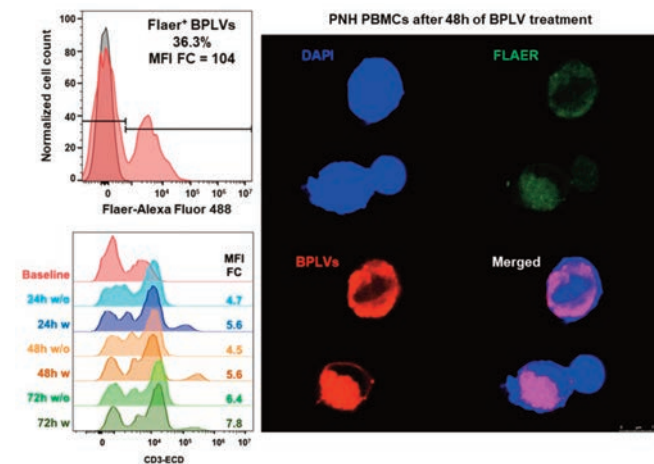 Flaer⁺ BPLVs
36.3%
MFI FC = 104
Normalized cell count
100
80
60
40
20
0
0 10⁴ 10⁵ 10⁶ 10⁷
Flaer-Alexa Fluor 488
MFI
FC
Baseline
24h w/o 4.7
24h w 5.6
48h w/o 4.5
48h w 5.6
72h w/o 6.4
72h w 7.8
0 10⁴ 10⁵ 10⁶ 10⁷
CD3-ECD
PNH PBMCs after 48h of BPLV treatment
DAPI FLAER
BPLVs Merged